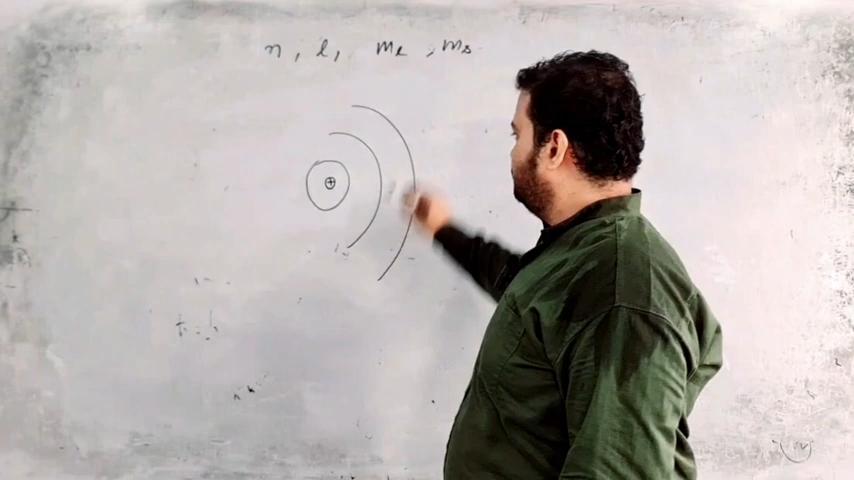 n, l, mₗ, mₛ
+